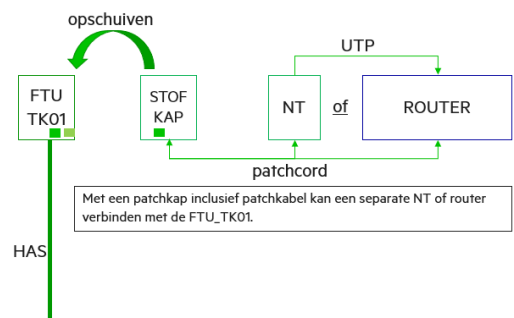 opschuiven
UTP
FTU
TK01
STOF
KAP
NT
of
ROUTER
patchcord
Met een patchkap inclusief patchkabel kan een separate NT of router
verbinden met de FTU_TK01.
HAS